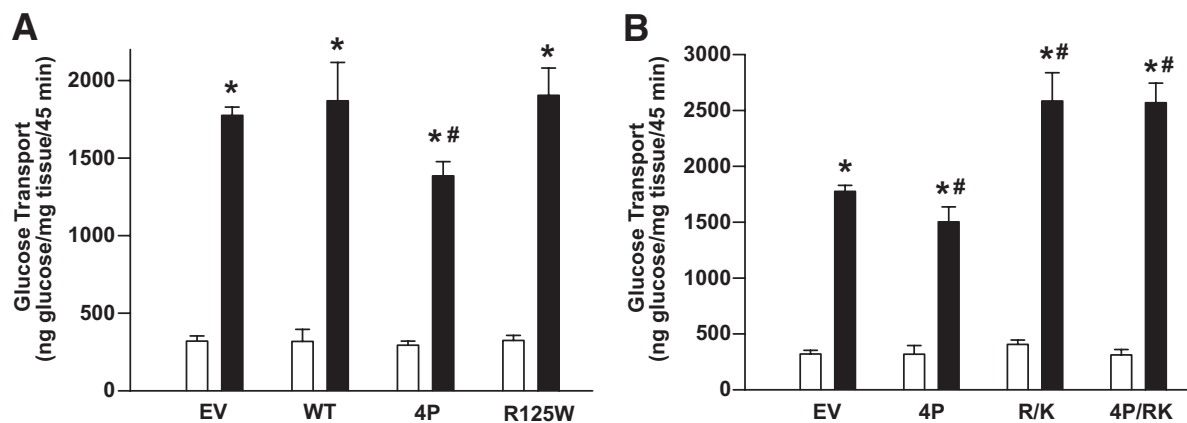 A
Glucose Transport
(ng glucose/mg tissue/45 min)
2000
1500
1000
500
0
*
*
*#
*
EV
WT
4P
R125W
B
Glucose Transport
(ng glucose/mg tissue/45 min)
3000
2500
2000
1500
1000
500
0
*
*#
*#
*#
EV
4P
R/K
4P/RK